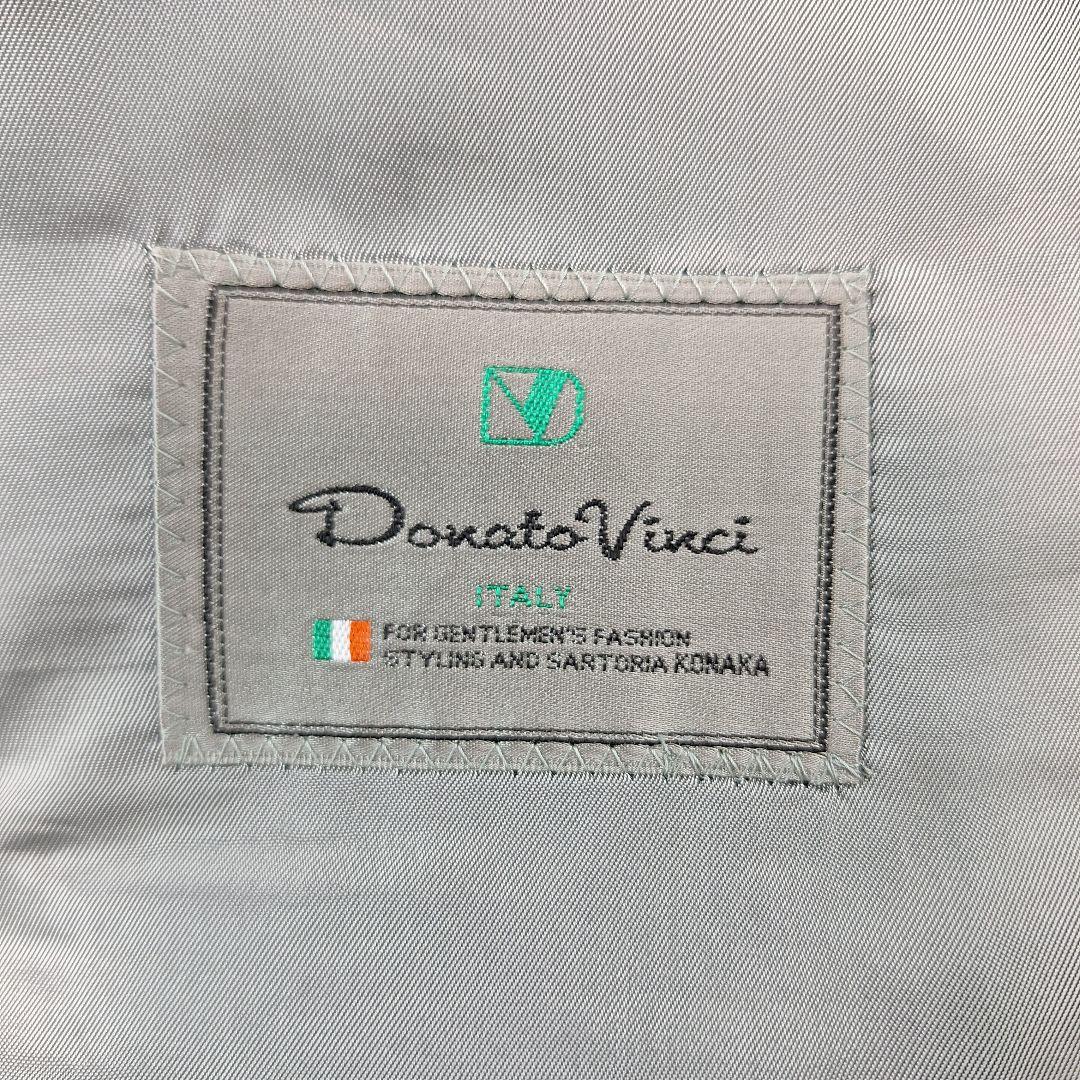 Donato Vinci
ITALY
FOR GENTLEMEN'S FASHION
STYLING AND SARTORIA KONAKA